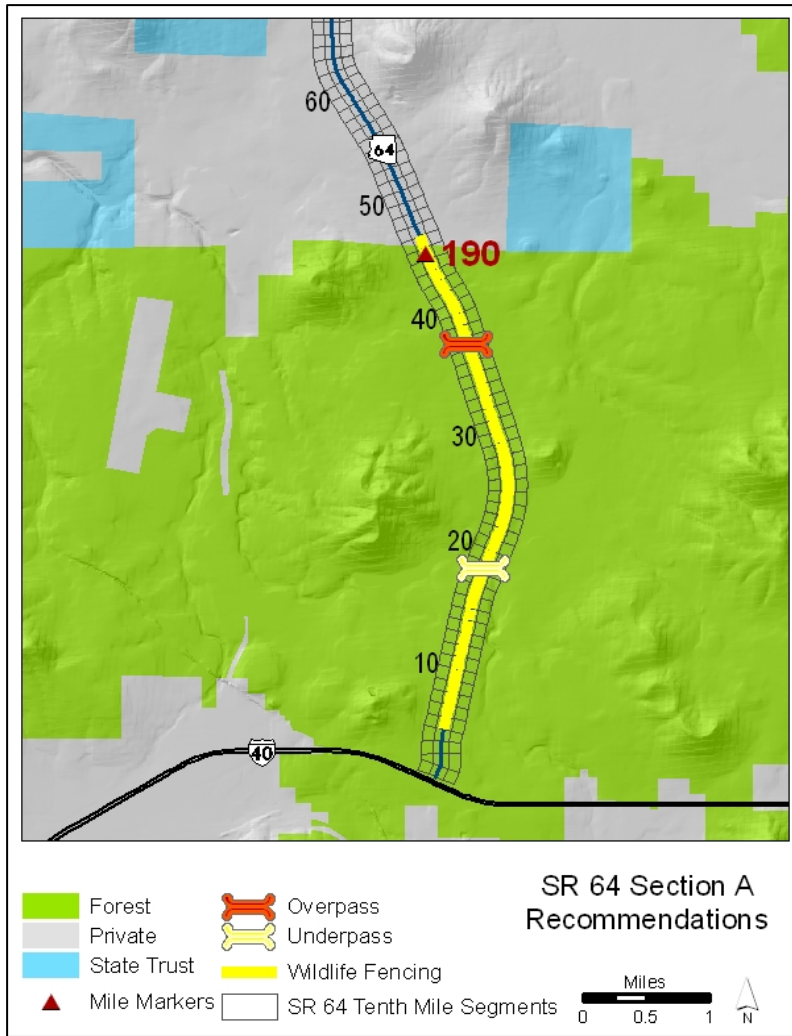 60
64
50
190
40
30
20
10
40
Forest
Private
State Trust
Mile Markers
Overpass
Underpass
Wildlife Fencing
SR 64 Tenth Mile Segments
SR 64 Section A
Recommendations
Miles
0 0.5 1
N